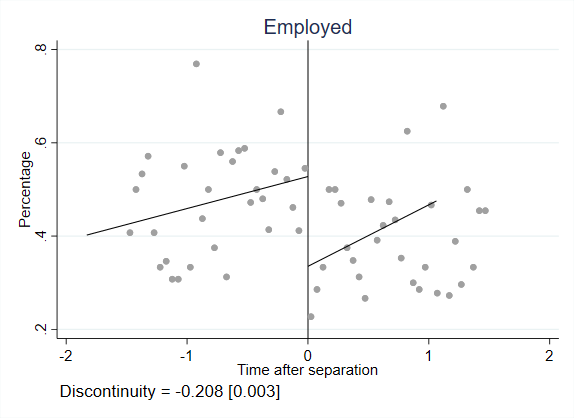 Employed
Percentage
.8
.6
.4
.2
-2 -1 0 1 2
Time after separation
Discontinuity = -0.208 [0.003]